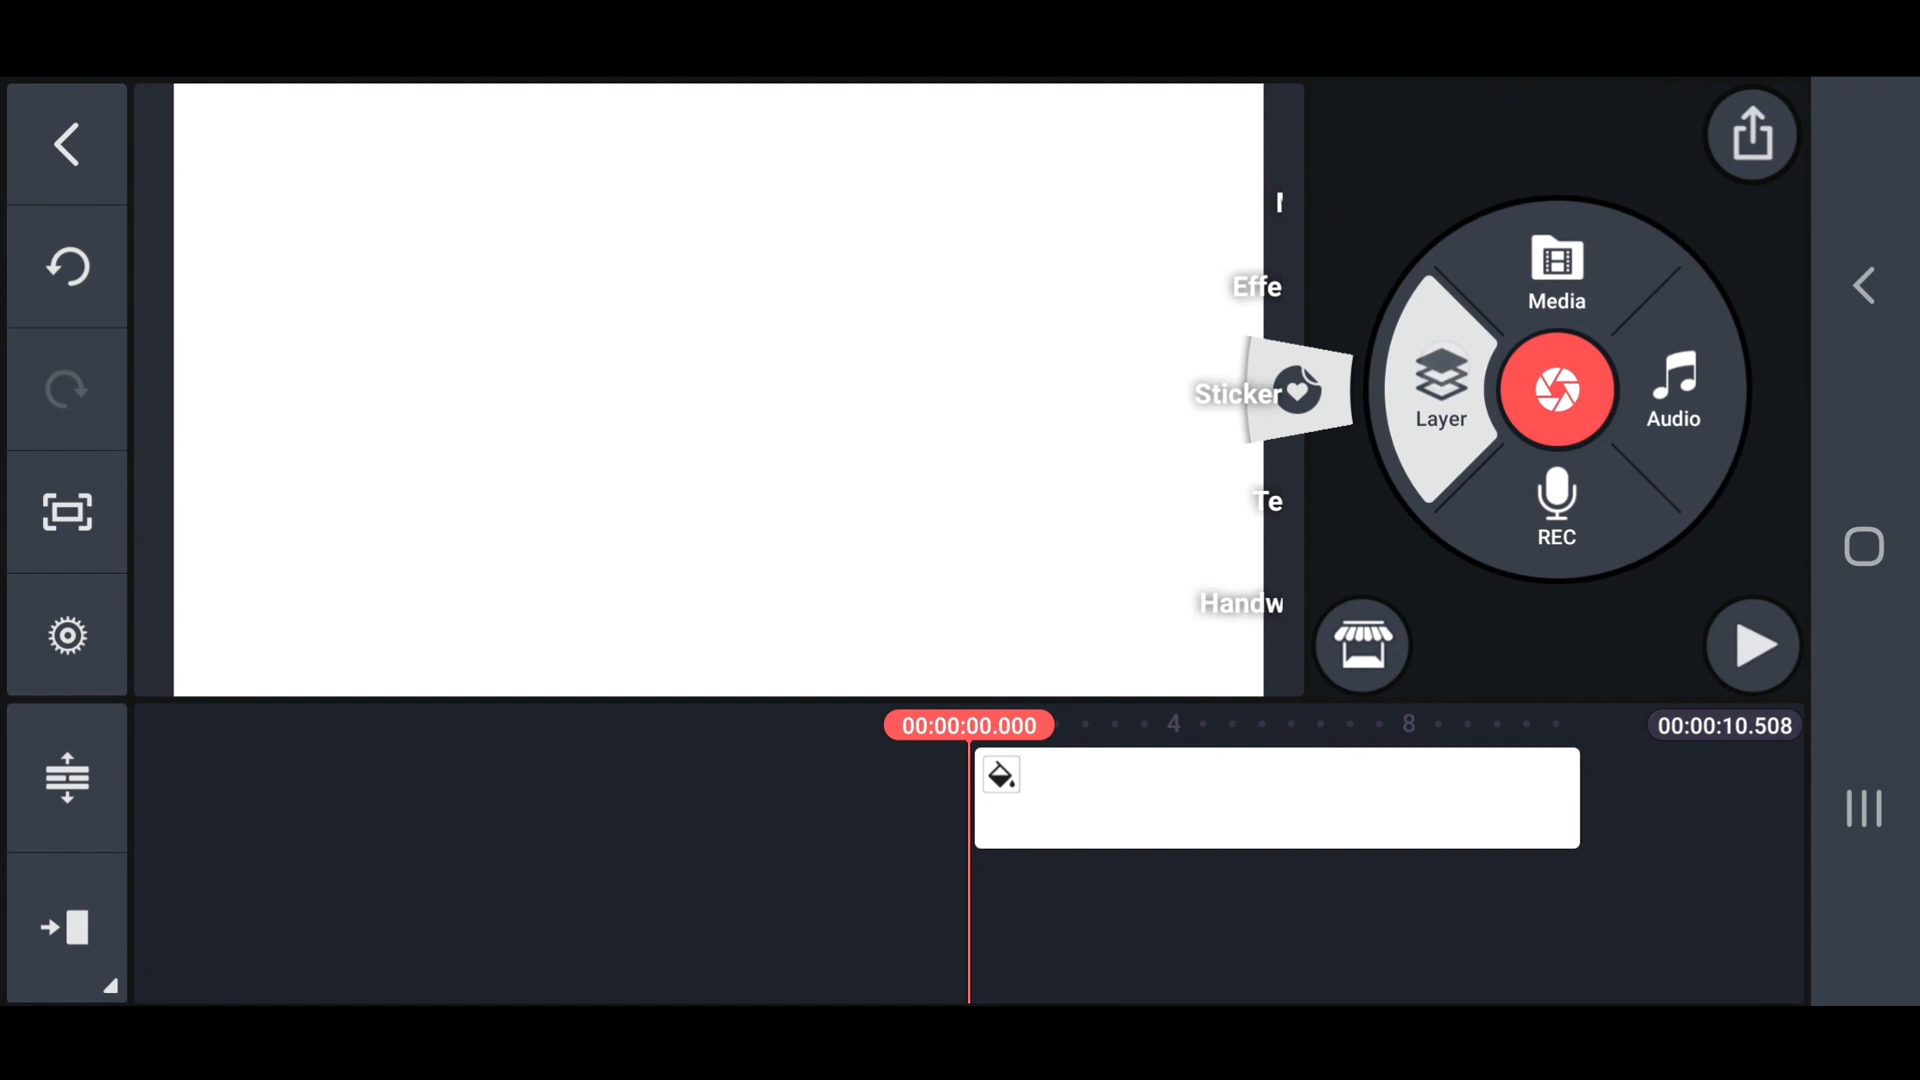 Effe
Sticker
Te
Handw
Media
Layer
Audio
REC
00:00:00.000
4
8
00:00:10.508